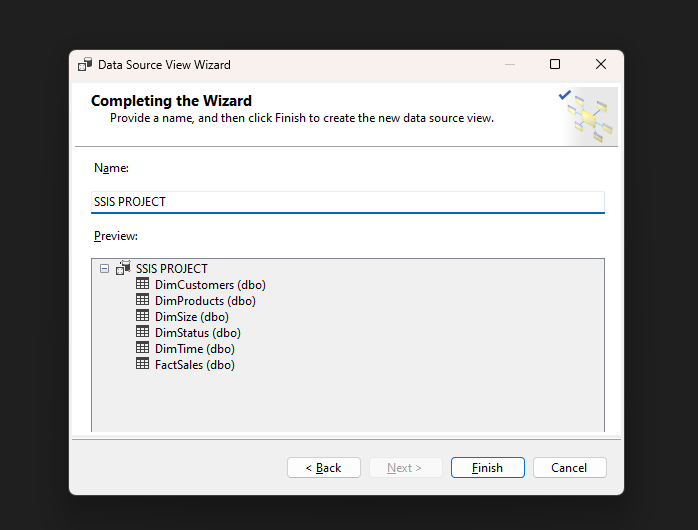 Data Source View Wizard
Completing the Wizard
Provide a name, and then click Finish to create the new data source view.
Name:
SSIS PROJECT
Preview:
SSIS PROJECT
DimCustomers (dbo)
DimProducts (dbo)
DimSize (dbo)
DimStatus (dbo)
DimTime (dbo)
FactSales (dbo)
< Back Next > Finish Cancel